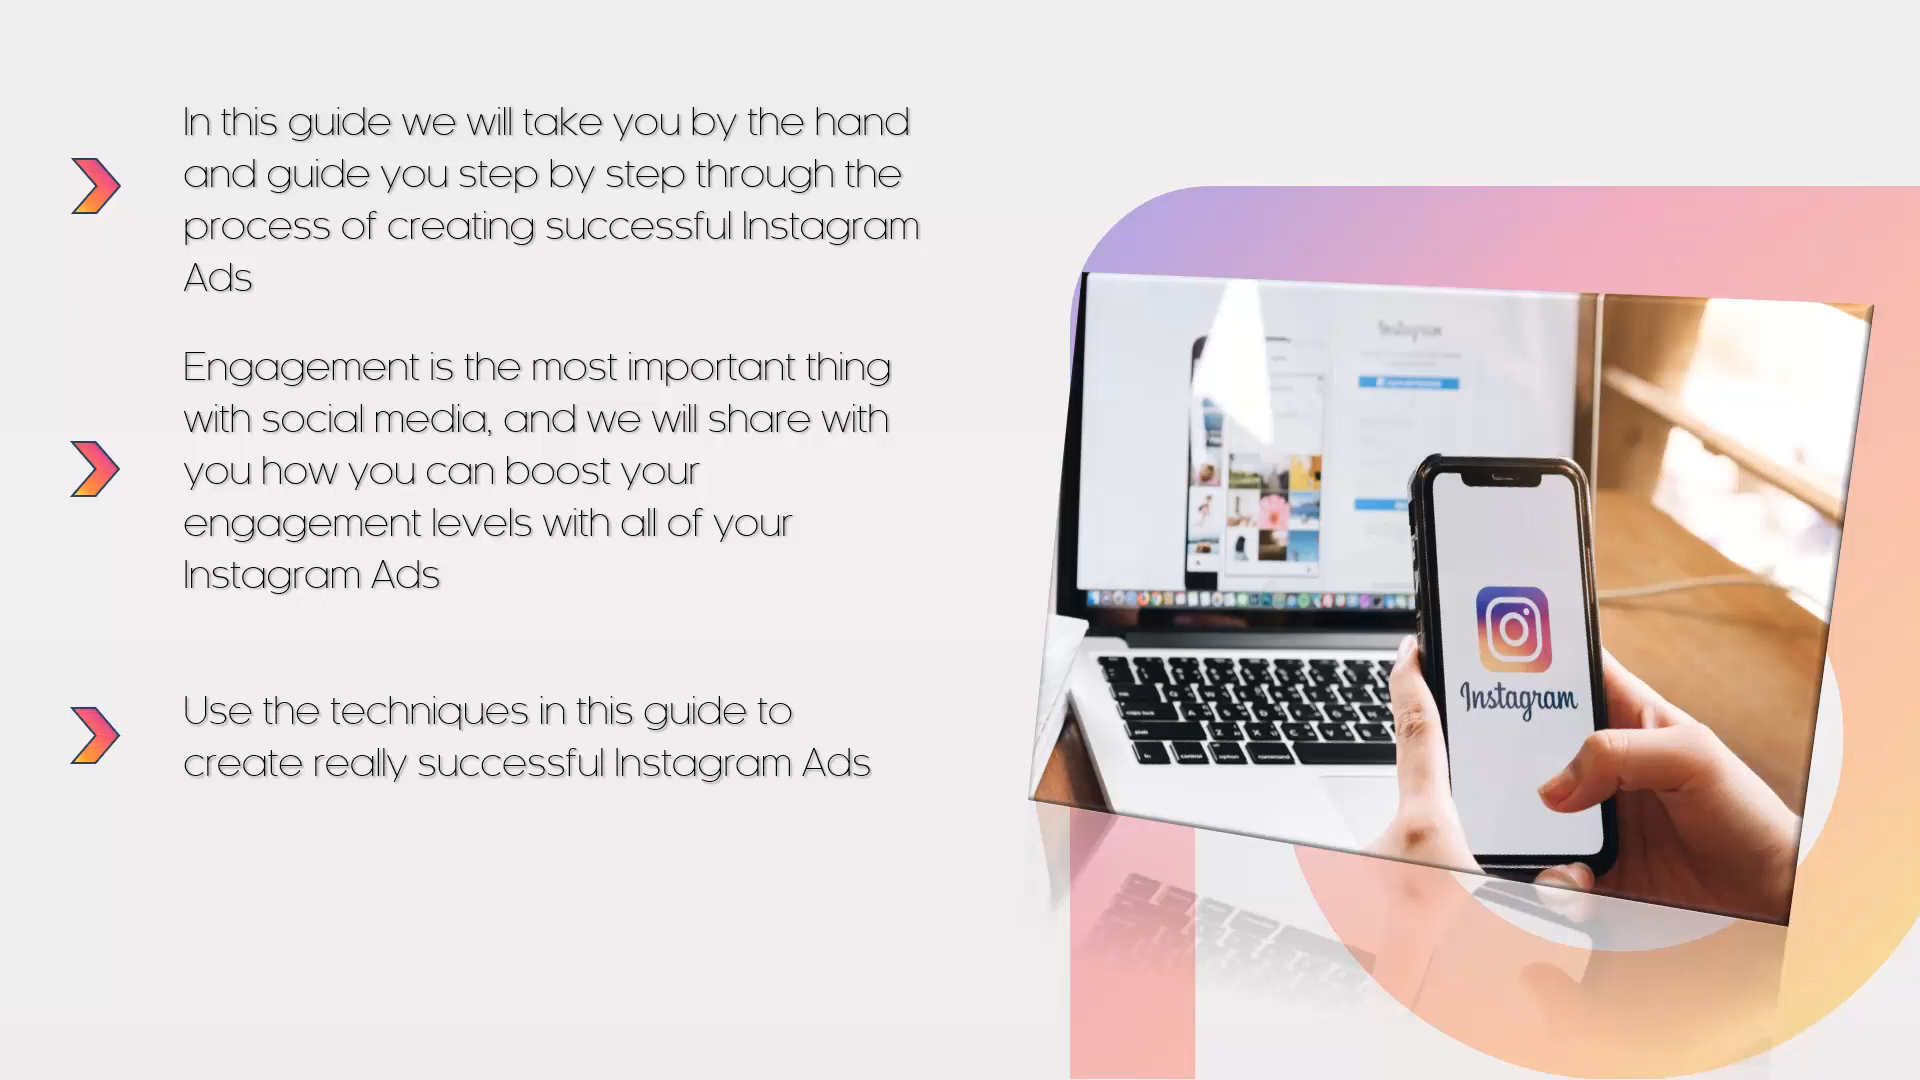 In this guide we will take you by the hand
and guide you step by step through the
process of creating successful Instagram
Ads
Engagement is the most important thing
with social media, and we will share with
you how you can boost your
engagement levels with all of your
Instagram Ads
Use the techniques in this guide to
create really successful Instagram Ads
Instagram
Instagram